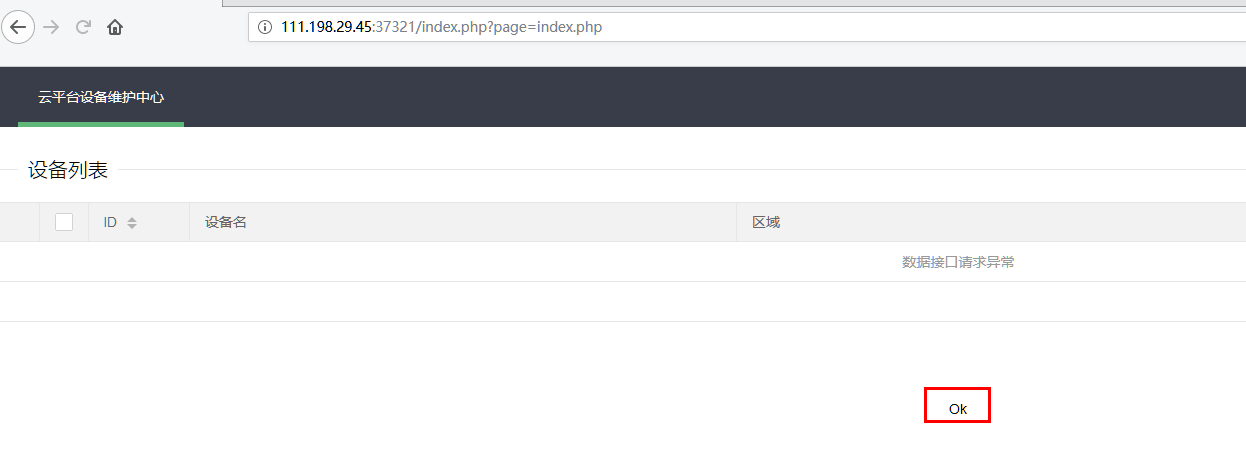 111.198.29.45:37321/index.php?page=index.php
云平台设备维护中心
设备列表
ID 设备名 区域
数据接口请求异常
Ok